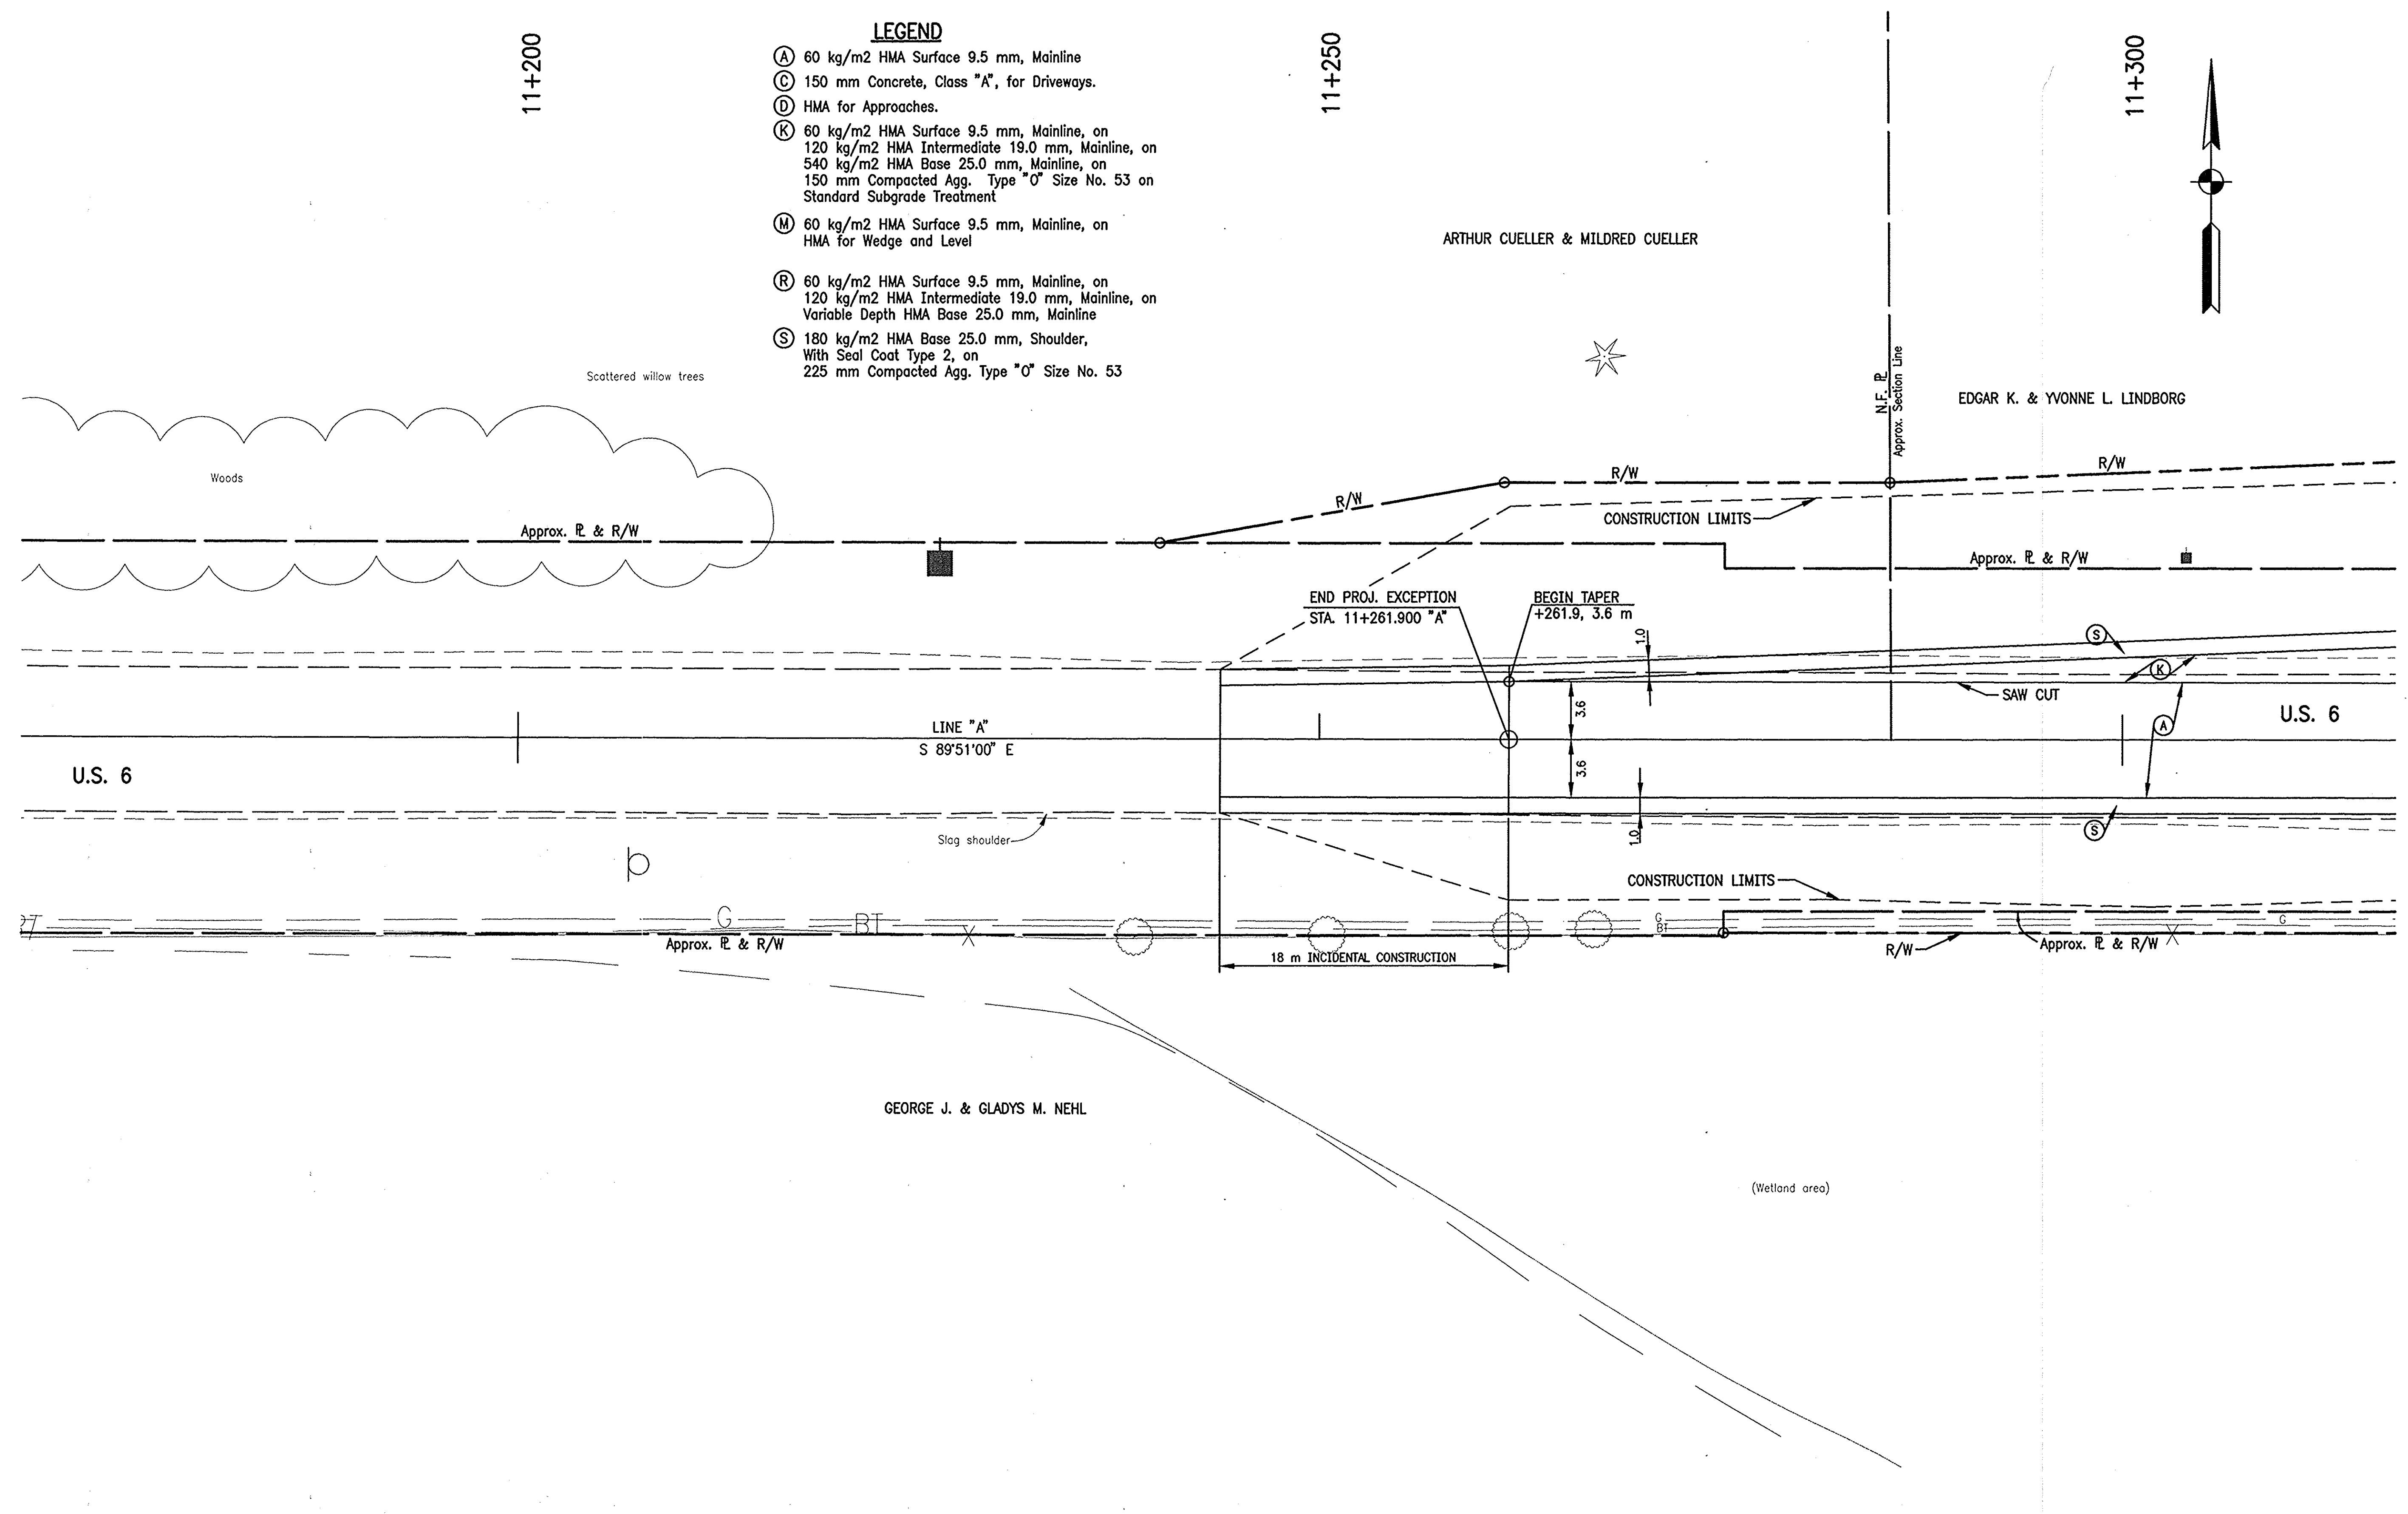 11+200
11+250
11+300
LEGEND
A 60 kg/m2 HMA Surface 9.5 mm, Mainline
C 150 mm Concrete, Class "A", for Driveways.
D HMA for Approaches.
K 60 kg/m2 HMA Surface 9.5 mm, Mainline, on
120 kg/m2 HMA Intermediate 19.0 mm, Mainline, on
540 kg/m2 HMA Base 25.0 mm, Mainline, on
150 mm Compacted Agg. Type "O" Size No. 53 on
Standard Subgrade Treatment
M 60 kg/m2 HMA Surface 9.5 mm, Mainline, on
HMA for Wedge and Level
R 60 kg/m2 HMA Surface 9.5 mm, Mainline, on
120 kg/m2 HMA Intermediate 19.0 mm, Mainline, on
Variable Depth HMA Base 25.0 mm, Mainline
S 180 kg/m2 HMA Base 25.0 mm, Shoulder,
With Seal Coat Type 2, on
225 mm Compacted Agg. Type "O" Size No. 53
ARTHUR CUELLER & MILDRED CUELLER
Scattered willow trees
N.F. PL
Approx. Section Line
EDGAR K. & YVONNE L. LINDBORG
Woods
R/W
R/W
R/W
CONSTRUCTION LIMITS
Approx. PL & R/W
Approx. PL & R/W
END PROJ. EXCEPTION
STA. 11+261.900 "A"
BEGIN TAPER
+261.9, 3.6 m
1.0
S
K
SAW CUT
3.6
A
U.S. 6
LINE "A"
S 89°51'00" E
3.6
U.S. 6
Slag shoulder
1.0
S
CONSTRUCTION LIMITS
BT
G
BT
G
BT
G
Approx. PL & R/W
R/W
Approx. PL & R/W
18 m INCIDENTAL CONSTRUCTION
GEORGE J. & GLADYS M. NEHL
(Wetland area)